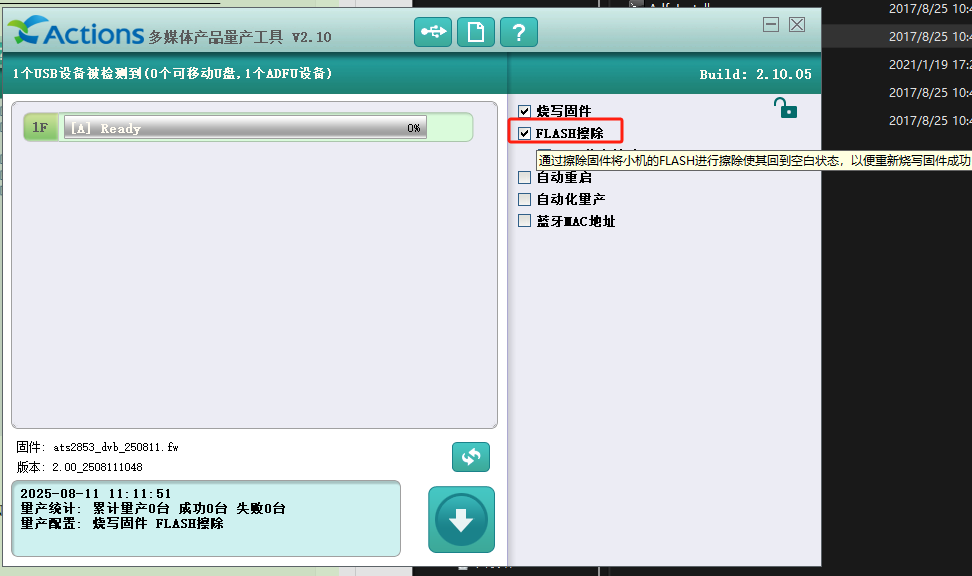 Actions 多媒体产品量产工具 V2.10
1个USB设备被检测到(0个可移动U盘,1个ADFU设备)
Build: 2.10.05
1F [A] Ready 0%
烧写固件
FLASH擦除
通过擦除固件将小机的FLASH进行擦除使其回到空白状态，以便重新烧写固件成功
自动重启
自动化量产
蓝牙MAC地址
固件: ats2853_dvb_250811.fw
版本: 2.00_2508111048
2025-08-11 11:11:51
量产统计: 累计量产0台 成功0台 失败0台
量产配置: 烧写固件 FLASH擦除
2017/8/25 10:4
2017/8/25 10:4
2021/1/19 17:2
2017/8/25 10:4
2017/8/25 10:4